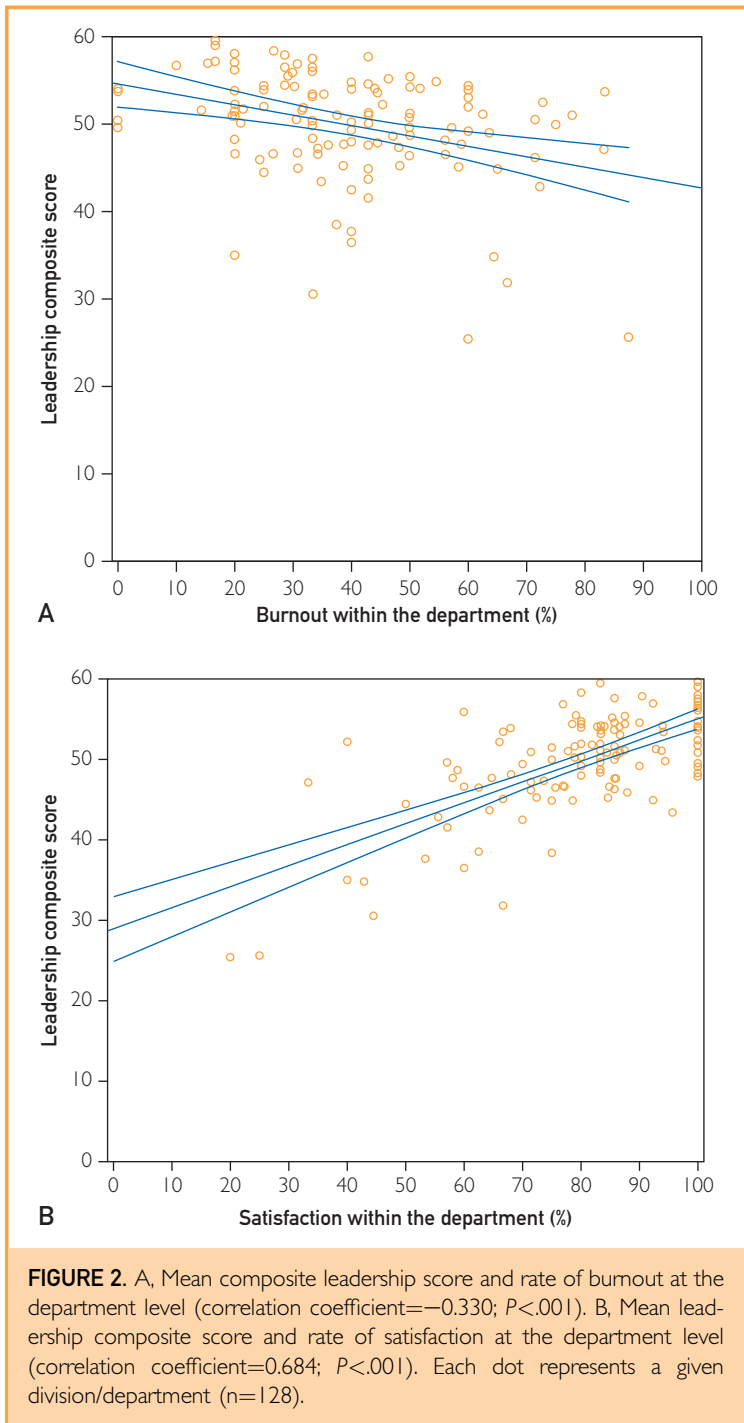 60
50
40
30
20
10
0
Leadership composite score
0 10 20 30 40 50 60 70 80 90 100
A
Burnout within the department (%)
60
50
40
30
20
10
0
Leadership composite score
0 10 20 30 40 50 60 70 80 90 100
B
Satisfaction within the department (%)
FIGURE 2. A, Mean composite leadership score and rate of burnout at the
department level (correlation coefficient=−0.330; P<.001). B, Mean lead-
ership composite score and rate of satisfaction at the department level
(correlation coefficient=0.684; P<.001). Each dot represents a given
division/department (n=128).